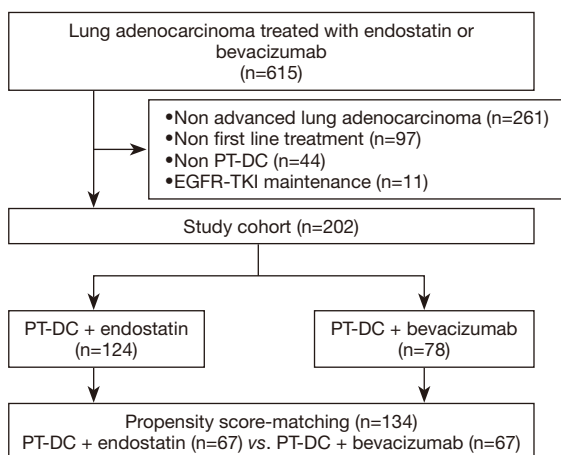 Lung adenocarcinoma treated with endostatin or
bevacizumab
(n=615)
•Non advanced lung adenocarcinoma (n=261)
•Non first line treatment (n=97)
•Non PT-DC (n=44)
•EGFR-TKI maintenance (n=11)
Study cohort (n=202)
PT-DC + endostatin
(n=124)
PT-DC + bevacizumab
(n=78)
Propensity score-matching (n=134)
PT-DC + endostatin (n=67) vs. PT-DC + bevacizumab (n=67)